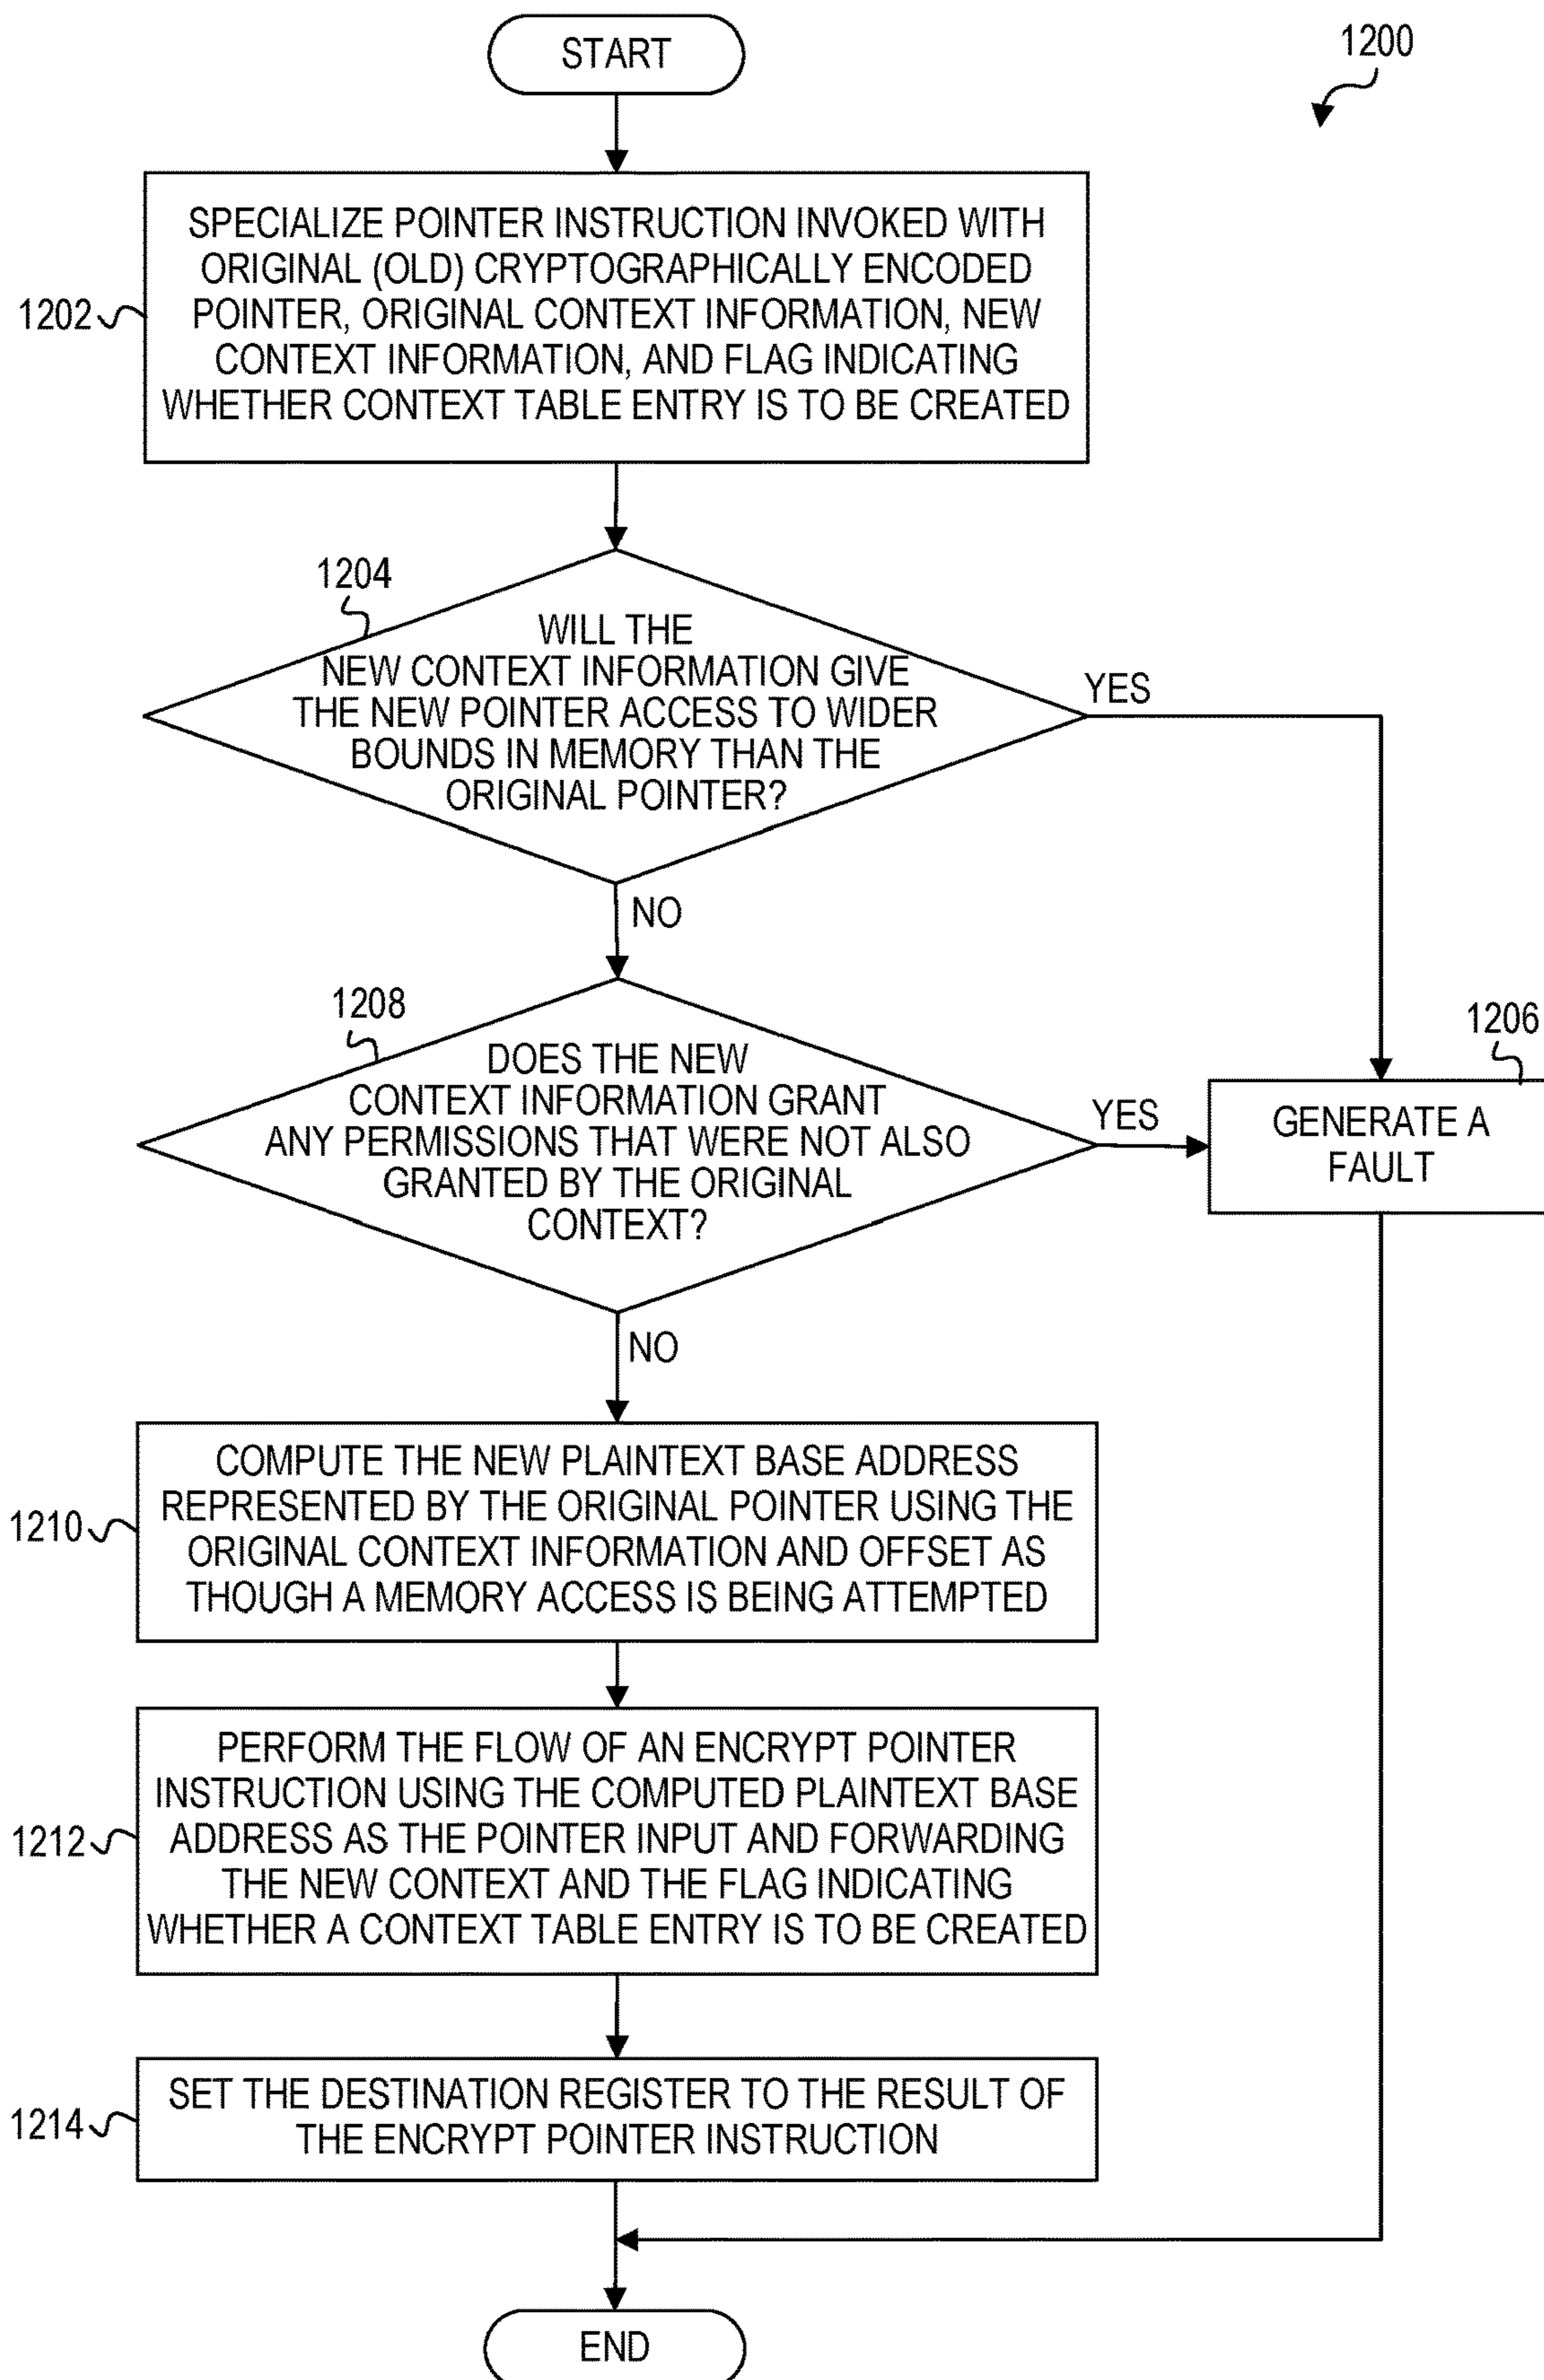 START
1200
1202
SPECIALIZE POINTER INSTRUCTION INVOKED WITH
ORIGINAL (OLD) CRYPTOGRAPHICALLY ENCODED
POINTER, ORIGINAL CONTEXT INFORMATION, NEW
CONTEXT INFORMATION, AND FLAG INDICATING
WHETHER CONTEXT TABLE ENTRY IS TO BE CREATED
1204
WILL THE
NEW CONTEXT INFORMATION GIVE
THE NEW POINTER ACCESS TO WIDER
BOUNDS IN MEMORY THAN THE
ORIGINAL POINTER?
YES
NO
1208
DOES THE NEW
CONTEXT INFORMATION GRANT
ANY PERMISSIONS THAT WERE NOT ALSO
GRANTED BY THE ORIGINAL
CONTEXT?
YES
1206
GENERATE A
FAULT
NO
1210
COMPUTE THE NEW PLAINTEXT BASE ADDRESS
REPRESENTED BY THE ORIGINAL POINTER USING THE
ORIGINAL CONTEXT INFORMATION AND OFFSET AS
THOUGH A MEMORY ACCESS IS BEING ATTEMPTED
1212
PERFORM THE FLOW OF AN ENCRYPT POINTER
INSTRUCTION USING THE COMPUTED PLAINTEXT BASE
ADDRESS AS THE POINTER INPUT AND FORWARDING
THE NEW CONTEXT AND THE FLAG INDICATING
WHETHER A CONTEXT TABLE ENTRY IS TO BE CREATED
1214
SET THE DESTINATION REGISTER TO THE RESULT OF
THE ENCRYPT POINTER INSTRUCTION
END